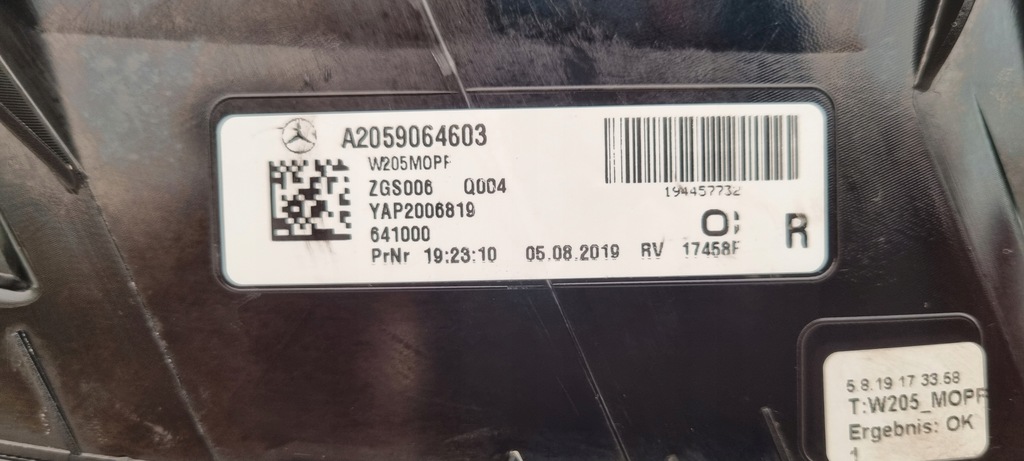 A2059064603
W205MOPF
ZGS006 Q004
YAP2006819
641000
PrNr 19:23:10 05.08.2019 RV 17458F
194457732
R
5.8.19 17 33.58
T:W205_MOPF
Ergebnis: OK
1